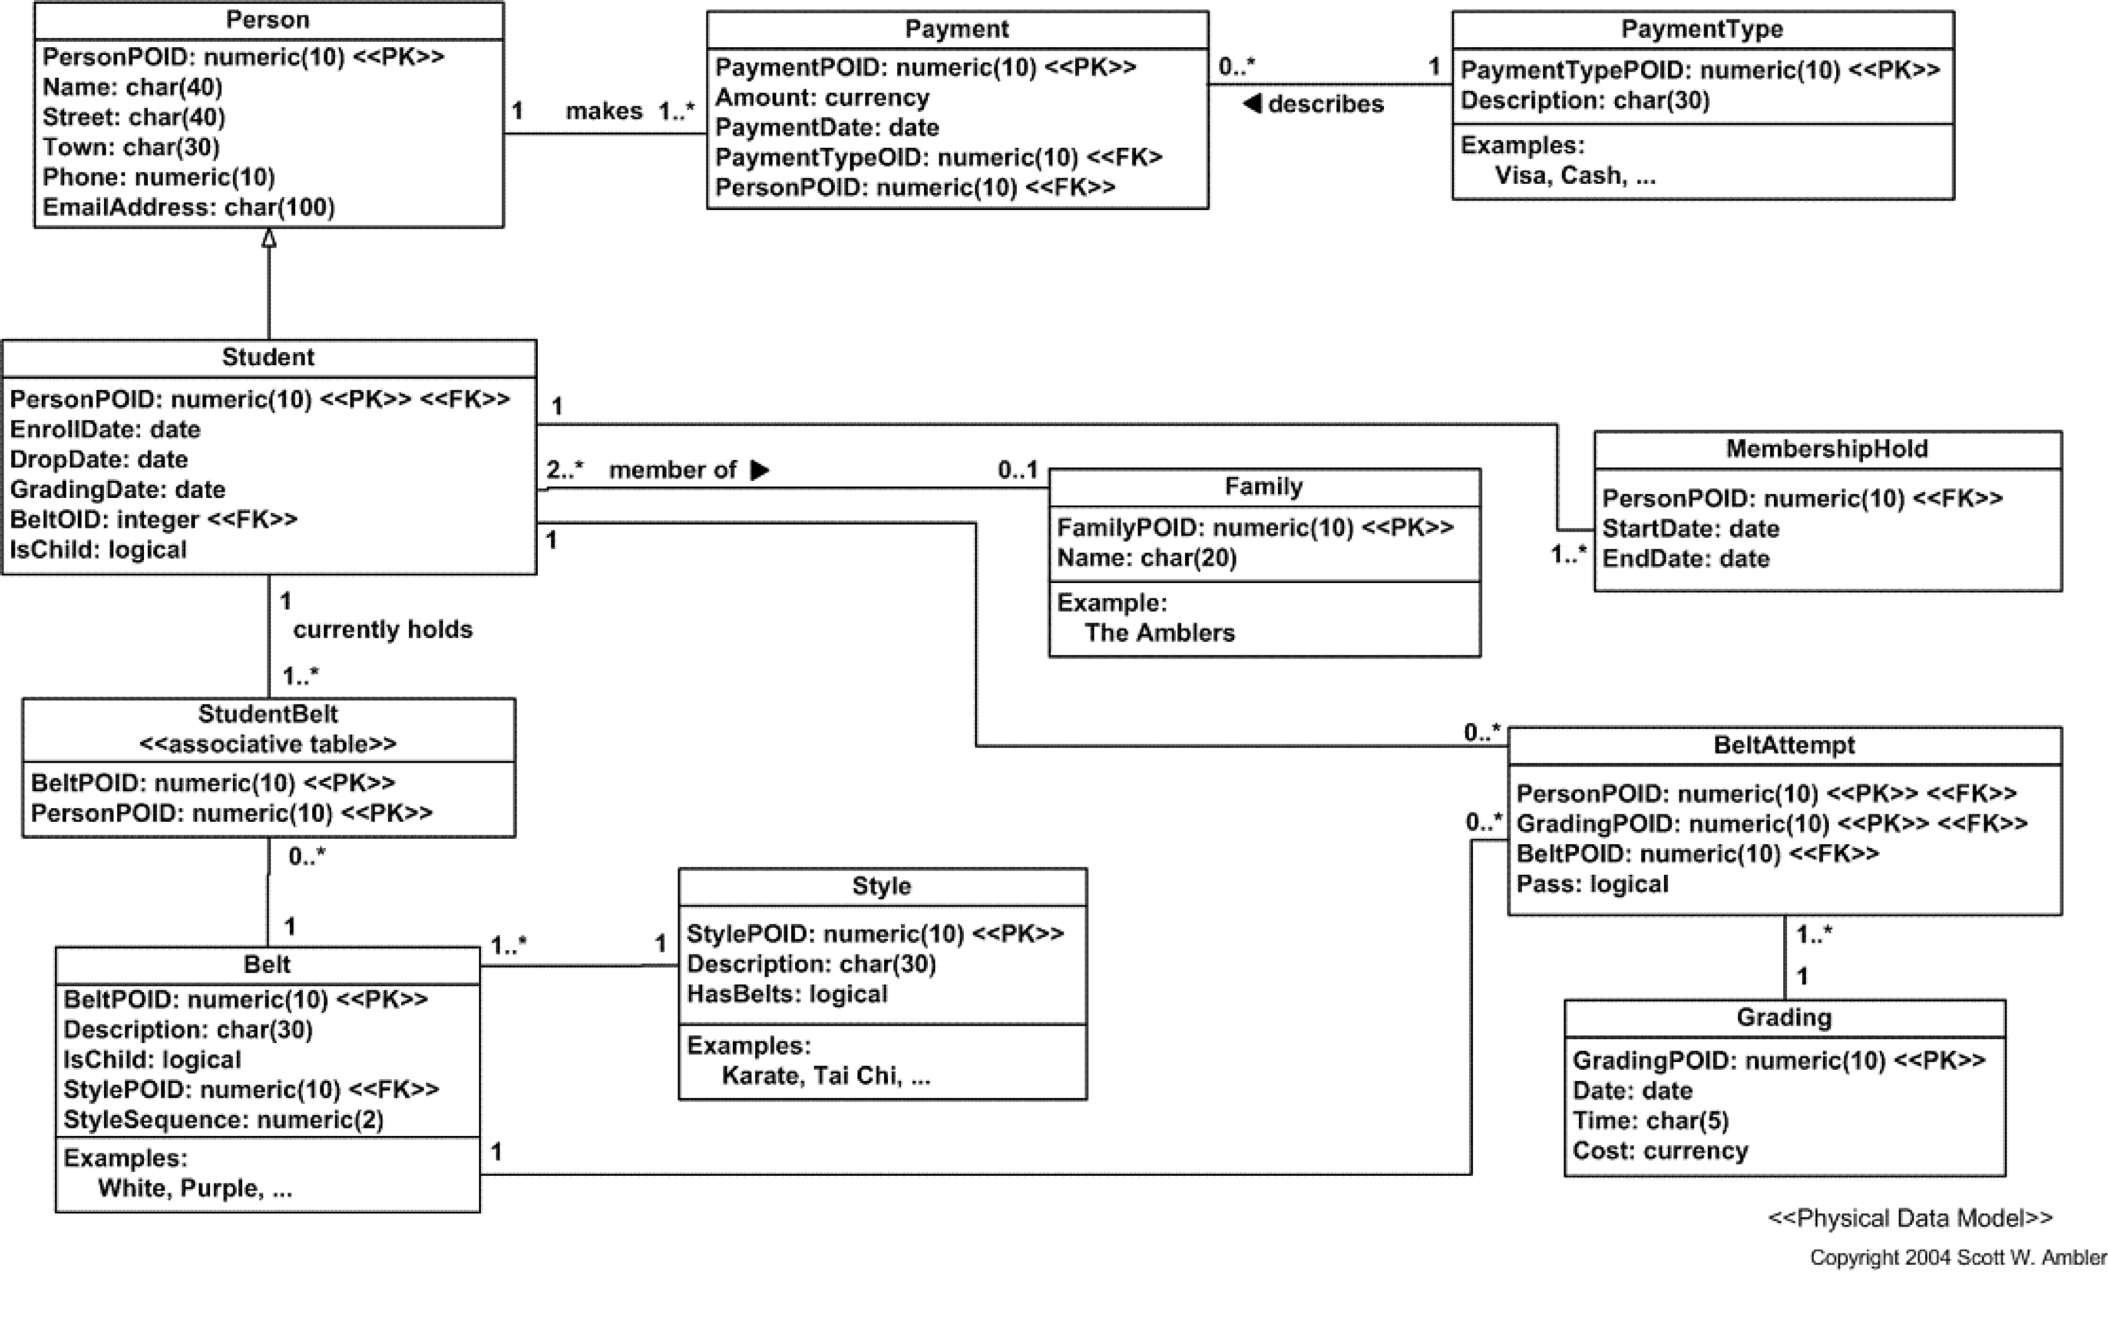 Person
PersonPOID: numeric(10) <<PK>>
Name: char(40)
Street: char(40)
Town: char(30)
Phone: numeric(10)
EmailAddress: char(100)
1 makes 1..*
Payment
PaymentPOID: numeric(10) <<PK>>
Amount: currency
PaymentDate: date
PaymentTypeOID: numeric(10) <<FK>
PersonPOID: numeric(10) <<FK>>
0..* 1
◀ describes
PaymentType
PaymentTypePOID: numeric(10) <<PK>>
Description: char(30)
Examples:
Visa, Cash, ...
Student
PersonPOID: numeric(10) <<PK>> <<FK>>
EnrollDate: date
DropDate: date
GradingDate: date
BeltOID: integer <<FK>>
IsChild: logical
1
1..*
2..* member of ▶ 0..1
1
0..*
MembershipHold
PersonPOID: numeric(10) <<FK>>
StartDate: date
EndDate: date
Family
FamilyPOID: numeric(10) <<PK>>
Name: char(20)
Example:
The Amblers
1
currently holds
1..*
StudentBelt
<<associative table>>
BeltPOID: numeric(10) <<PK>>
PersonPOID: numeric(10) <<PK>>
0..*
1
BeltAttempt
PersonPOID: numeric(10) <<PK>> <<FK>>
GradingPOID: numeric(10) <<PK>> <<FK>>
BeltPOID: numeric(10) <<FK>>
Pass: logical
0..*
1..*
1
Belt
BeltPOID: numeric(10) <<PK>>
Description: char(30)
IsChild: logical
StylePOID: numeric(10) <<FK>>
StyleSequence: numeric(2)
Examples:
White, Purple, ...
1..* 1
1
Style
StylePOID: numeric(10) <<PK>>
Description: char(30)
HasBelts: logical
Examples:
Karate, Tai Chi, ...
Grading
GradingPOID: numeric(10) <<PK>>
Date: date
Time: char(5)
Cost: currency
<<Physical Data Model>>
Copyright 2004 Scott W. Ambler